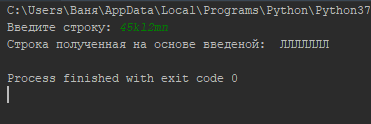 C:\Users\Ваня\AppData\Local\Programs\Python\Python37
Введите строку: 45k12mn
Строка полученная на основе введеной:  ЛЛЛЛЛЛЛ
Process finished with exit code 0